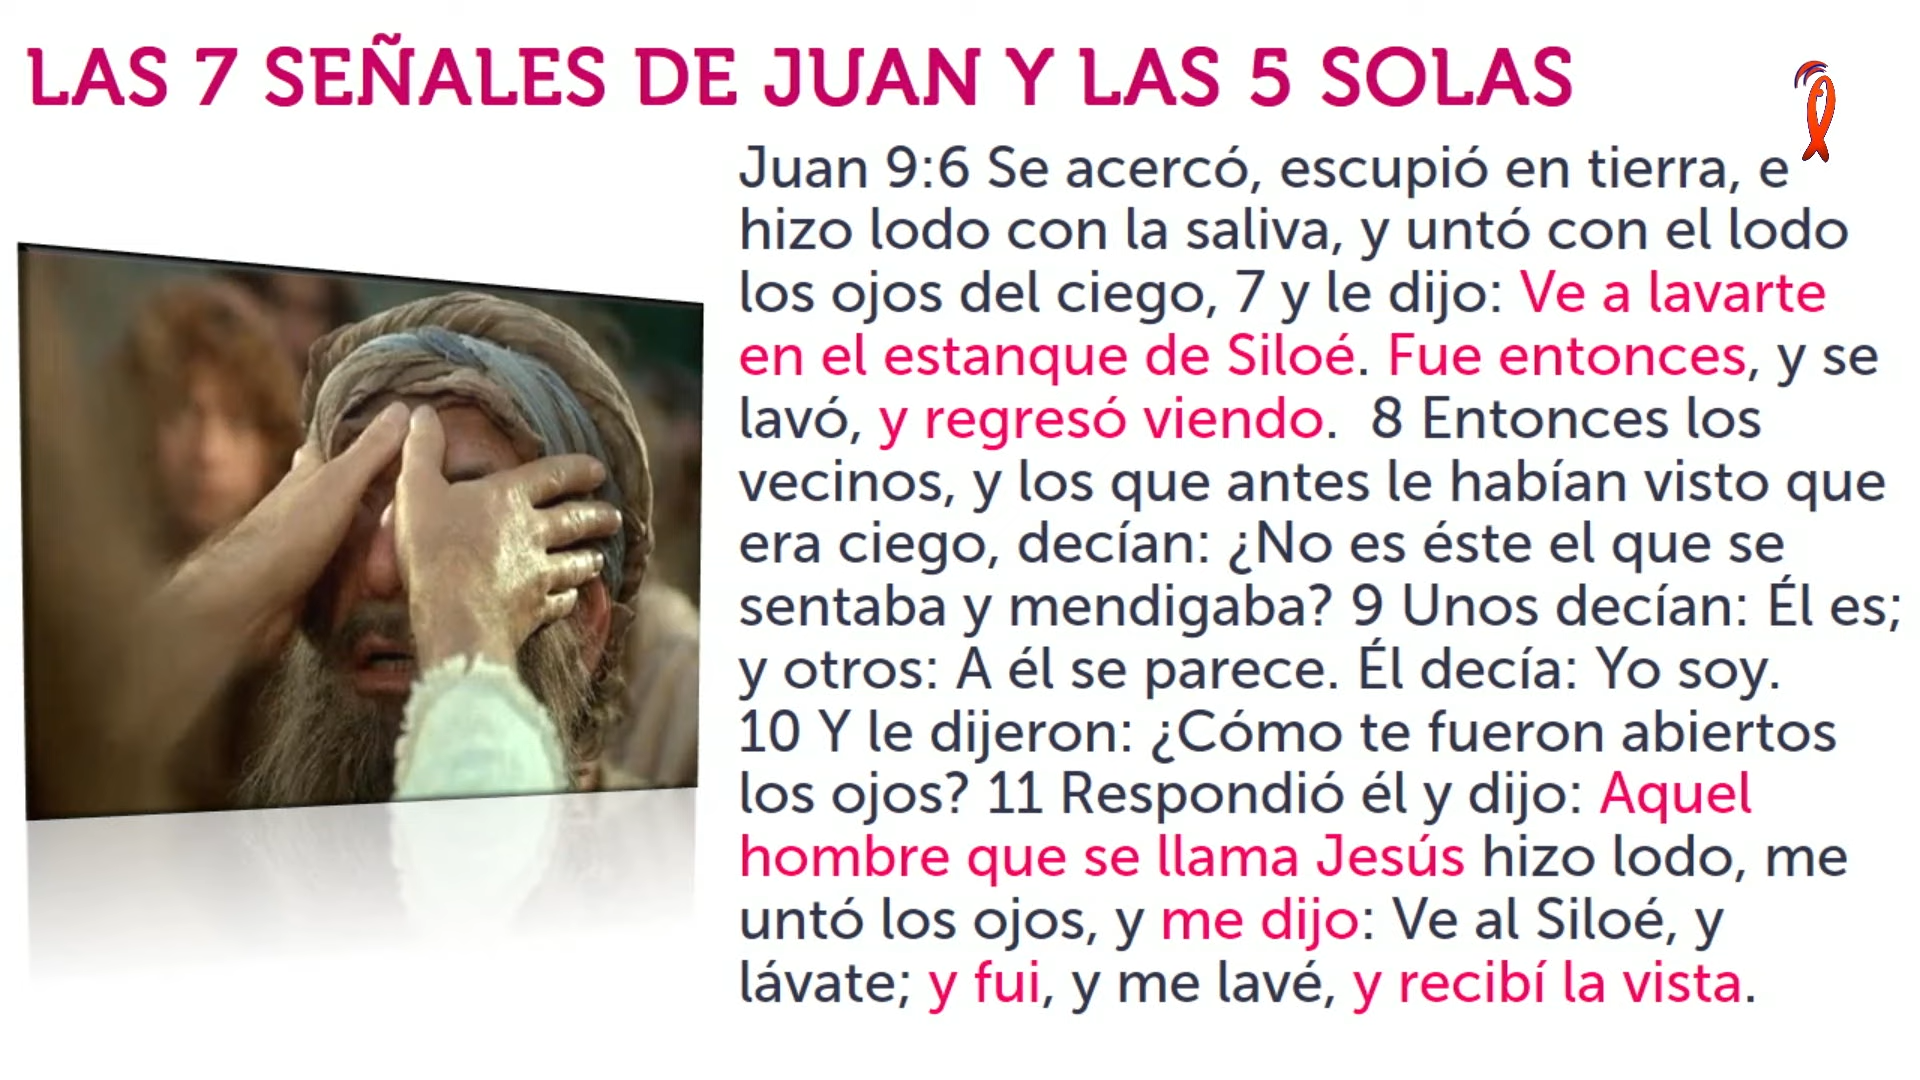 LAS 7 SEÑALES DE JUAN Y LAS 5 SOLAS
Juan 9:6 Se acercó, escupió en tierra, e
hizo lodo con la saliva, y untó con el lodo
los ojos del ciego, 7 y le dijo: Ve a lavarte
en el estanque de Siloé. Fue entonces, y se
lavó, y regresó viendo. 8 Entonces los
vecinos, y los que antes le habían visto que
era ciego, decían: ¿No es éste el que se
sentaba y mendigaba? 9 Unos decían: Él es;
y otros: A él se parece. Él decía: Yo soy.
10 Y le dijeron: ¿Cómo te fueron abiertos
los ojos? 11 Respondió él y dijo: Aquel
hombre que se llama Jesús hizo lodo, me
untó los ojos, y me dijo: Ve al Siloé, y
lávate; y fui, y me lavé, y recibí la vista.